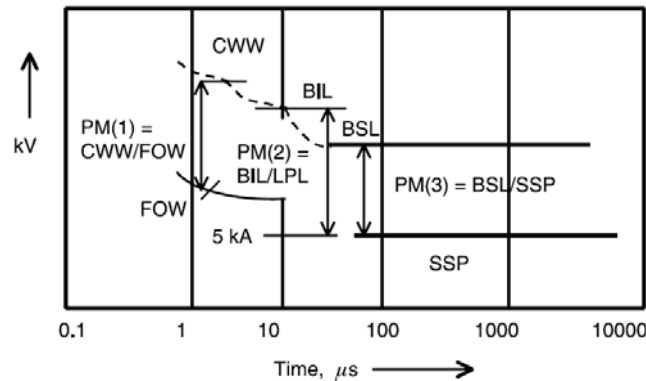 CWW
BIL
BSL
PM(1) =
CWW/FOW
kV
PM(2) =
BIL/LPL
PM(3) = BSL/SSP
FOW
5 kA
SSP
0.1 1 10 100 1000 10000
Time, μs